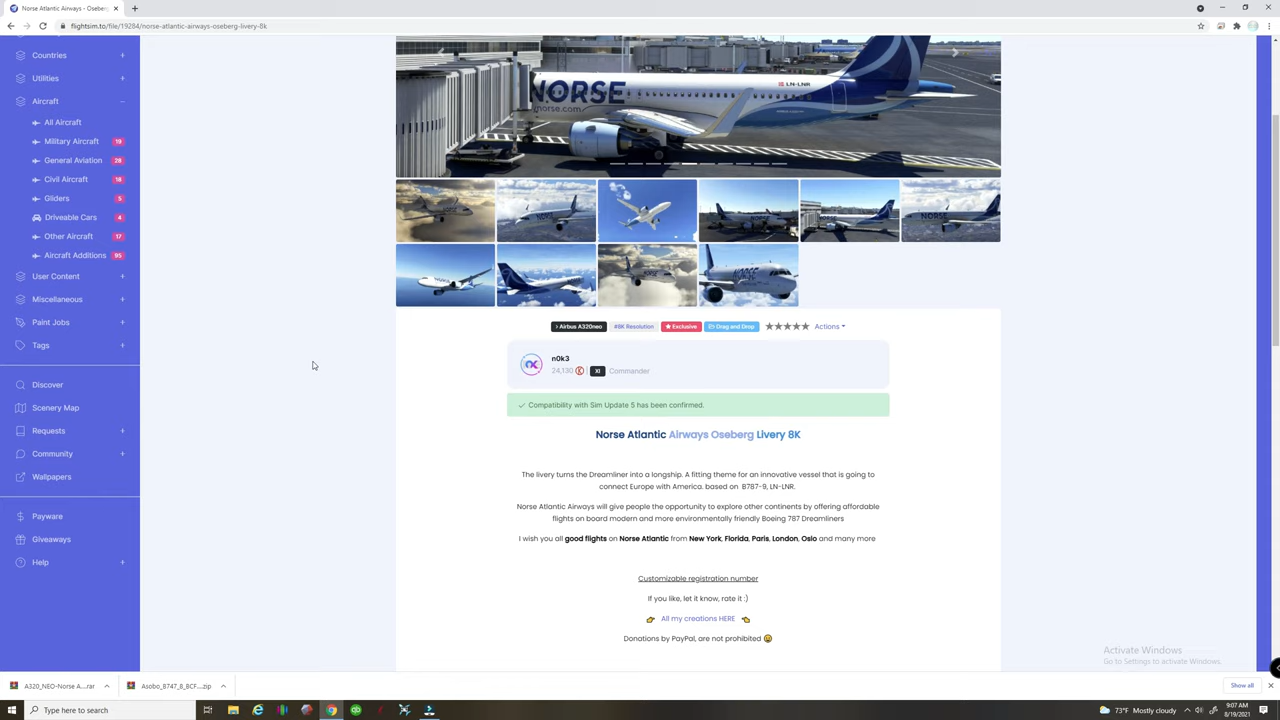 Norse Atlantic Airways - Oseberg
flightsim.to/file/19284/norse-atlantic-airways-oseberg-livery-8k
Countries
Utilities
Aircraft
All Aircraft
Military Aircraft 19
General Aviation 28
Civil Aircraft 18
Gliders 5
Driveable Cars 4
Other Aircraft 17
Aircraft Additions 95
User Content
Miscellaneous
Paint Jobs
Tags
Discover
Scenery Map
Requests
Community
Wallpapers
Payware
Giveaways
Help
NORSE
LN-LNR
Airbus A320neo #8K Resolution Exclusive Drag and Drop Actions
n0k3
24,130 XI Commander
Compatibility with Sim Update 5 has been confirmed.
Norse Atlantic Airways Oseberg Livery 8K
The livery turns the Dreamliner into a longship. A fitting theme for an innovative vessel that is going to
connect Europe with America. based on B787-9, LN-LNR.
Norse Atlantic Airways will give people the opportunity to explore other continents by offering affordable
flights on board modern and more environmentally friendly Boeing 787 Dreamliners
I wish you all good flights on Norse Atlantic from New York, Florida, Paris, London, Oslo and many more
Customizable registration number
If you like, let it know, rate it :)
All my creations HERE
Donations by PayPal, are not prohibited
Activate Windows
Go to Settings to activate Windows.
A320_NEO-Norse A....rar
Asobo_B747_8_BCF....zip
Show all
Type here to search
73°F Mostly cloudy
9:07 AM
8/19/2021